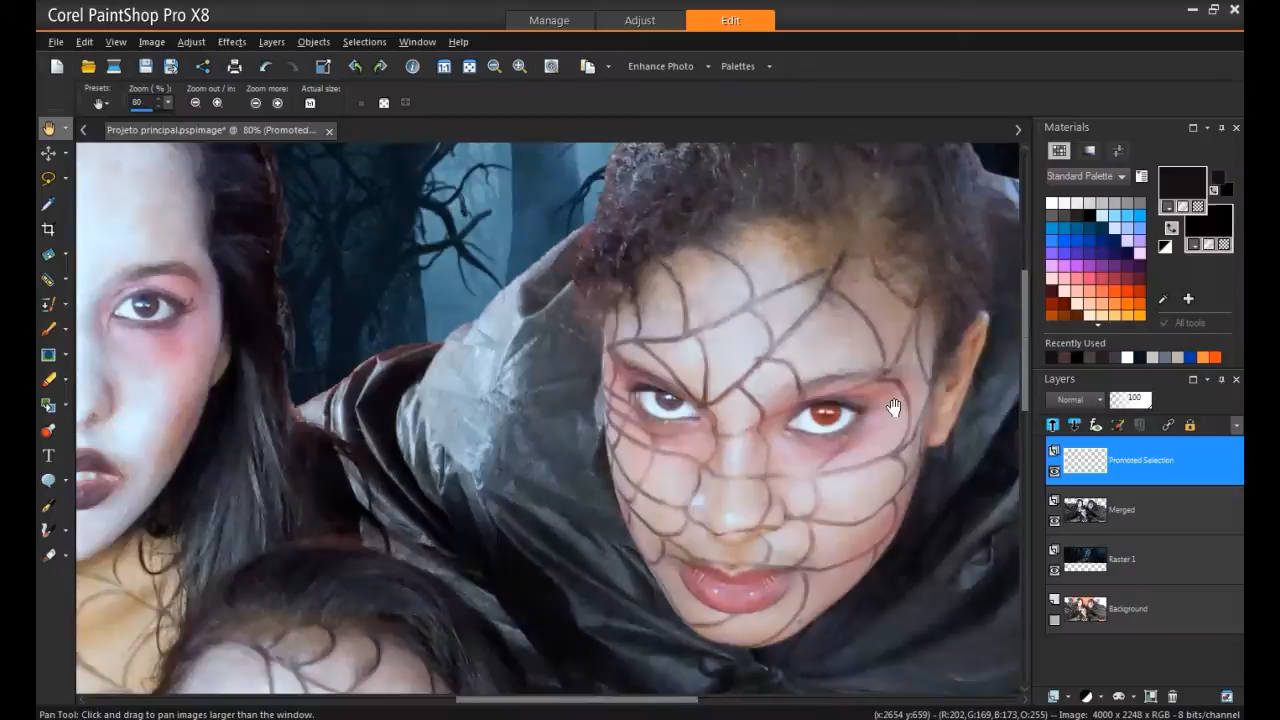 Corel PaintShop Pro X8
Manage Adjust Edit
File Edit View Image Adjust Effects Layers Objects Selections Window Help
Enhance Photo Palettes
Presets: Zoom ( % ): Zoom out / in: Zoom more: Actual size:
80
Projeto principal.pspimage* @ 80% (Promoted...
Materials
Standard Palette
All tools
Recently Used
Layers
Normal 100
Promoted Selection
Merged
Raster 1
Background
Pan Tool: Click and drag to pan images larger than the window.
(x:2654 y:659) - (R:202,G:169,B:173,O:255) -- Image: 4000 x 2248 x RGB - 8 bits/channel